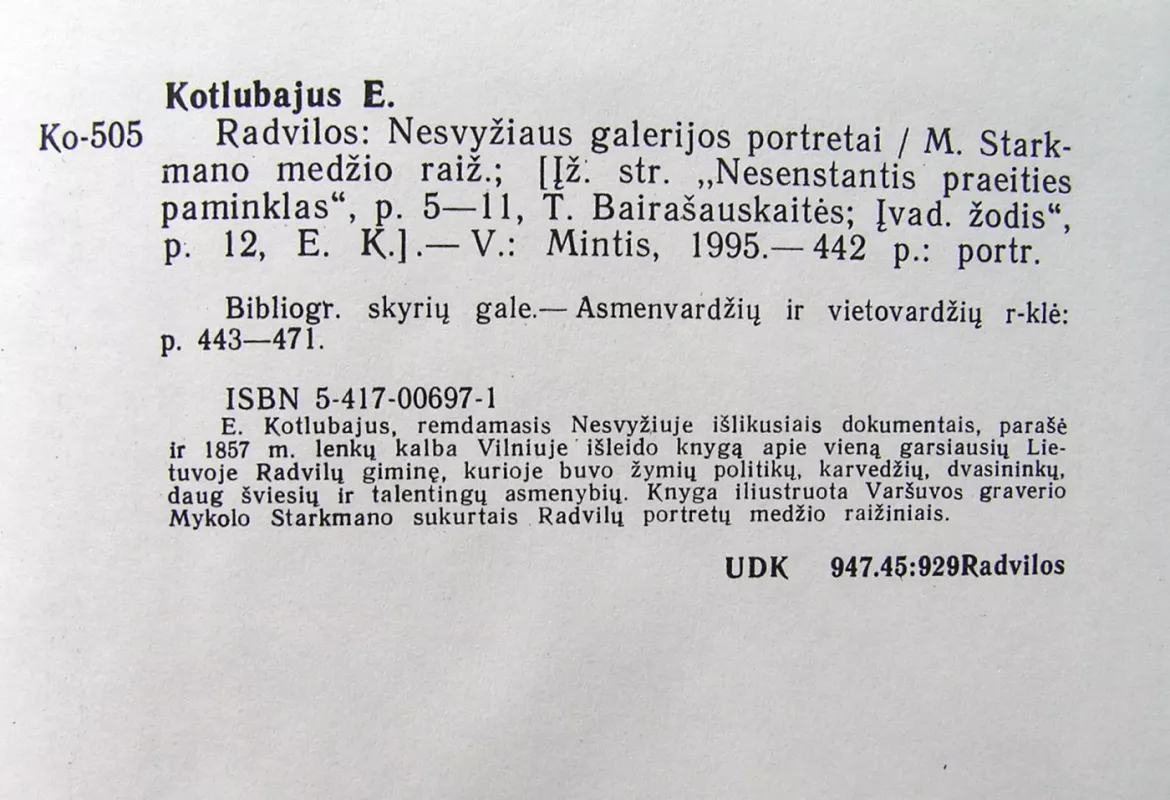 Kotlubajus E.
Ko-505 Radvilos: Nesvyžiaus galerijos portretai / M. Stark-
mano medžio raiž.; [Įž. str. „Nesenstantis praeities
paminklas“, p. 5—11, T. Bairašauskaitės; Įvad. žodis“,
p. 12, E. K.].— V.: Mintis, 1995.— 442 p.: portr.
Bibliogr. skyrių gale.— Asmenvardžių ir vietovardžių r-klė:
p. 443—471.
ISBN 5-417-00697-1
E. Kotlubajus, remdamasis Nesvyžiuje išlikusiais dokumentais, parašė
ir 1857 m. lenkų kalba Vilniuje išleido knygą apie vieną garsiausių Lie-
tuvoje Radvilų giminę, kurioje buvo žymių politikų, karvedžių, dvasininkų,
daug šviesių ir talentingų asmenybių. Knyga iliustruota Varšuvos graverio
Mykolo Starkmano sukurtais Radvilų portretų medžio raižiniais.
UDK 947.45:929Radvilos